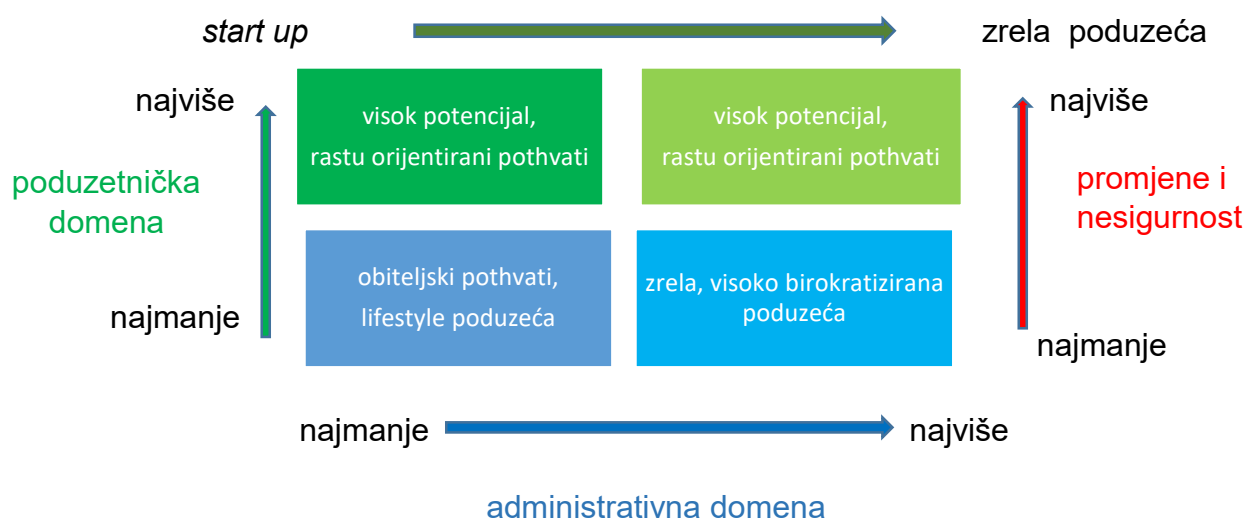 start up
zrela poduzeća
najviše
poduzetnička
domena
najmanje
visok potencijal,
rastu orijentirani pothvati
visok potencijal,
rastu orijentirani pothvati
obiteljski pothvati,
lifestyle poduzeća
zrela, visoko birokratizirana
poduzeća
najviše
promjene i
nesigurnost
najmanje
najmanje
najviše
administrativna domena